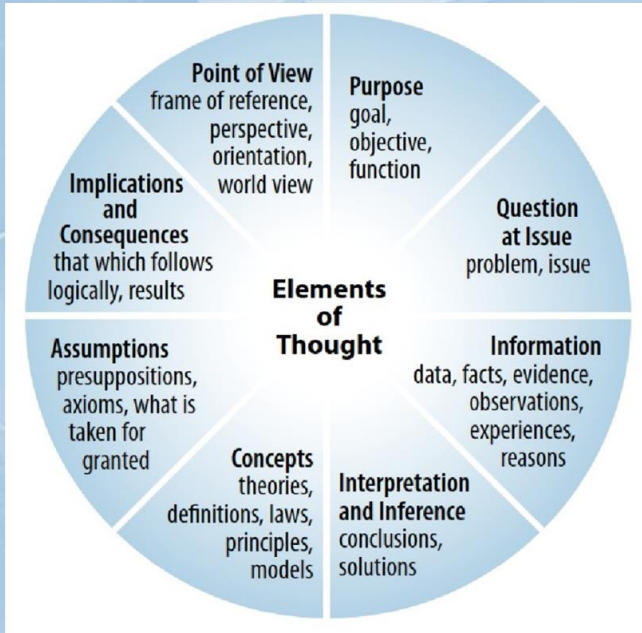 Point of View
frame of reference,
perspective,
orientation,
world view
Purpose
goal,
objective,
function
Question
at Issue
problem, issue
Information
data, facts, evidence,
observations,
experiences,
reasons
Interpretation
and Inference
conclusions,
solutions
Concepts
theories,
definitions, laws,
principles,
models
Assumptions
presuppositions,
axioms, what is
taken for
granted
Implications
and
Consequences
that which follows
logically, results
Elements
of
Thought